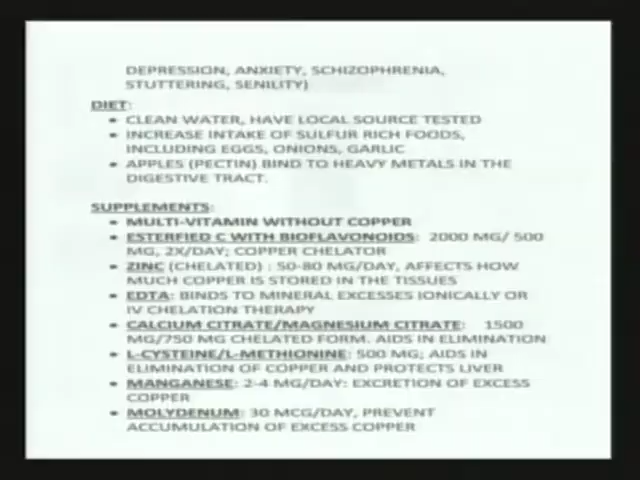 DEPRESSION, ANXIETY, SCHIZOPHRENIA,
STUTTERING, SENILITY)
DIET:
• CLEAN WATER, HAVE LOCAL SOURCE TESTED
• INCREASE INTAKE OF SULFUR RICH FOODS,
INCLUDING EGGS, ONIONS, GARLIC
• APPLES (PECTIN) BIND TO HEAVY METALS IN THE
DIGESTIVE TRACT.
SUPPLEMENTS:
• MULTI-VITAMIN WITHOUT COPPER
• ESTERFIED C WITH BIOFLAVONOIDS: 2000 MG/ 500
MG, 2X/DAY; COPPER CHELATOR
• ZINC (CHELATED) : 50-80 MG/DAY, AFFECTS HOW
MUCH COPPER IS STORED IN THE TISSUES
• EDTA: BINDS TO MINERAL EXCESSES IONICALLY OR
IV CHELATION THERAPY
• CALCIUM CITRATE/MAGNESIUM CITRATE: 1500
MG/750 MG CHELATED FORM. AIDS IN ELIMINATION
• L-CYSTEINE/L-METHIONINE: 500 MG; AIDS IN
ELIMINATION OF COPPER AND PROTECTS LIVER
• MANGANESE: 2-4 MG/DAY: EXCRETION OF EXCESS
COPPER
• MOLYDENUM: 30 MCG/DAY, PREVENT
ACCUMULATION OF EXCESS COPPER